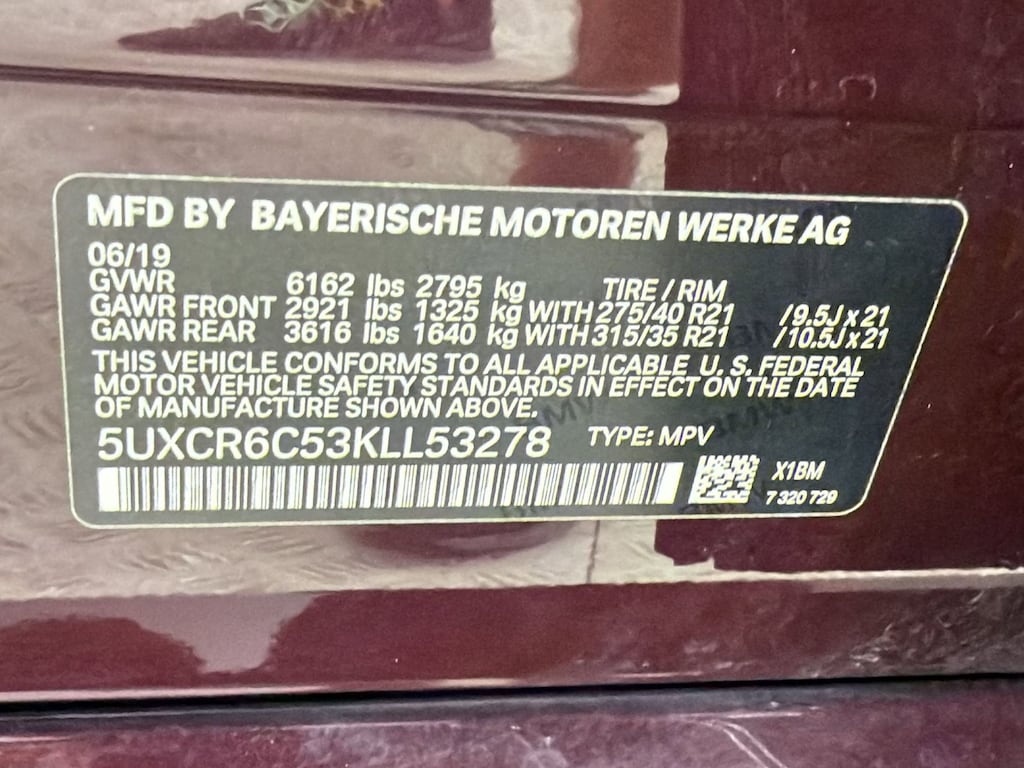 MFD BY BAYERISCHE MOTOREN WERKE AG
06/19
GVWR 6162 lbs 2795 kg TIRE / RIM
GAWR FRONT 2921 lbs 1325 kg WITH 275/40 R21 /9.5J x 21
GAWR REAR 3616 lbs 1640 kg WITH 315/35 R21 /10.5J x 21
THIS VEHICLE CONFORMS TO ALL APPLICABLE U. S. FEDERAL
MOTOR VEHICLE SAFETY STANDARDS IN EFFECT ON THE DATE
OF MANUFACTURE SHOWN ABOVE.
5UXCR6C53KLL53278 TYPE: MPV
X1BM
7 320 729